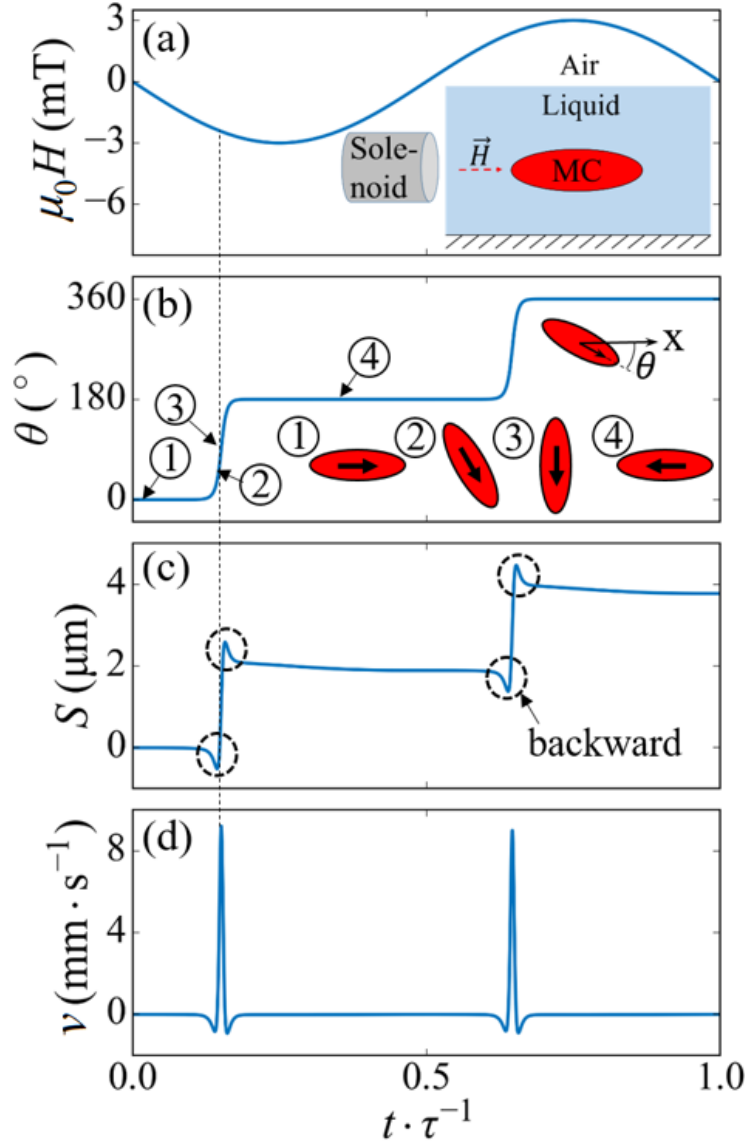 (a)
3
0
−3
−6
μ₀H (mT)
Air
Liquid
Sole-
noid
H⃗
MC
(b)
360
180
0
θ (°)
① ② ③ ④
x
θ
① ② ③ ④
(c)
4
2
0
S (μm)
backward
(d)
8
4
0
v (mm · s⁻¹)
0.0 0.5 1.0
t · τ⁻¹